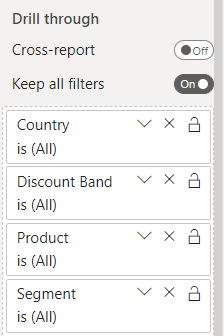 Drill through
Cross-report
Off
Keep all filters
On
Country
is (All)
Discount Band
is (All)
Product
is (All)
Segment
is (All)